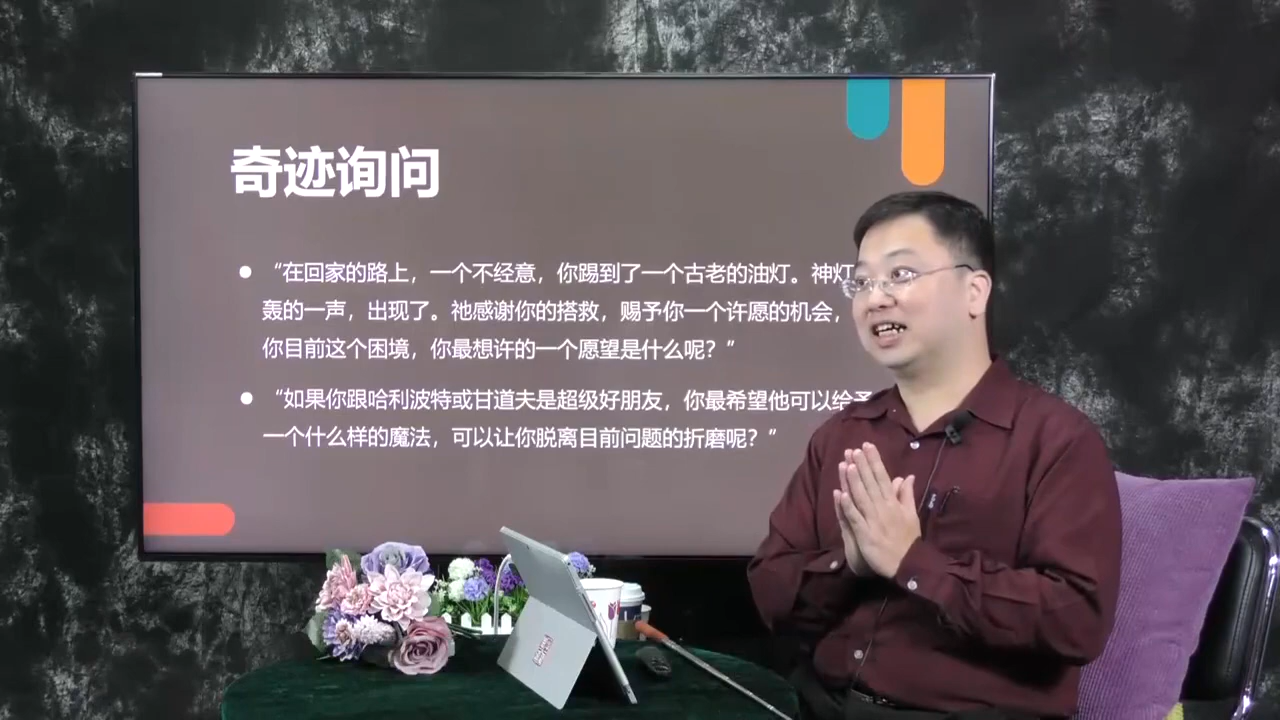 奇迹询问
“在回家的路上，一个不经意，你踢到了一个古老的油灯。神灯
轰的一声，出现了。祂感谢你的搭救，赐予你一个许愿的机会，
你目前这个困境，你最想许的一个愿望是什么呢？”
“如果你跟哈利波特或甘道夫是超级好朋友，你最希望他可以给予
一个什么样的魔法，可以让你脱离目前问题的折磨呢？”